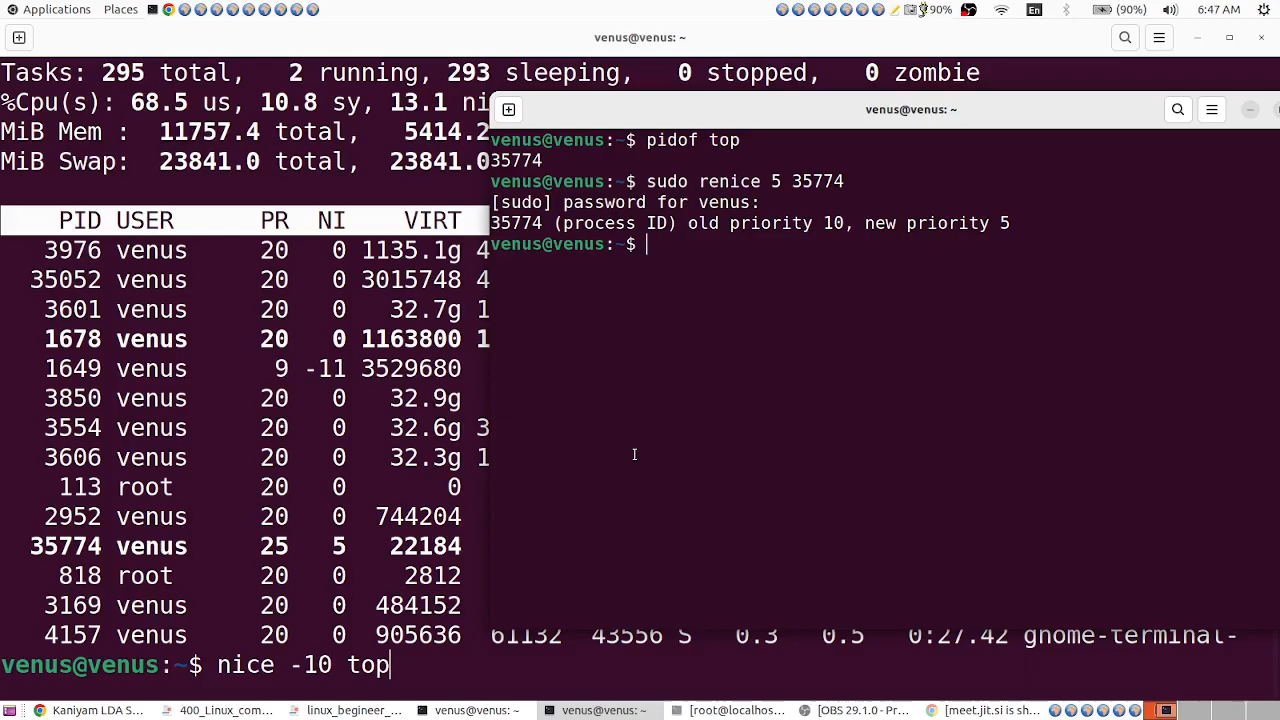 Applications Places 90% En (90%) 6:47 AM
venus@venus: ~
Tasks: 295 total, 2 running, 293 sleeping, 0 stopped, 0 zombie
%Cpu(s): 68.5 us, 10.8 sy, 13.1 ni
MiB Mem : 11757.4 total, 5414.2
MiB Swap: 23841.0 total, 23841.0
PID USER PR NI VIRT
3976 venus 20 0 1135.1g 4
35052 venus 20 0 3015748 4
3601 venus 20 0 32.7g 1
1678 venus 20 0 1163800 1
1649 venus 9 -11 3529680
3850 venus 20 0 32.9g
3554 venus 20 0 32.6g 3
3606 venus 20 0 32.3g 1
113 root 20 0 0
2952 venus 20 0 744204
35774 venus 25 5 22184
818 root 20 0 2812
3169 venus 20 0 484152
4157 venus 20 0 905636 61132 43556 S 0.3 0.5 0:27.42 gnome-terminal-
venus@venus:~$ nice -10 top
venus@venus: ~
venus@venus:~$ pidof top
35774
venus@venus:~$ sudo renice 5 35774
[sudo] password for venus:
35774 (process ID) old priority 10, new priority 5
venus@venus:~$
Kaniyam LDA S... 400_Linux_com... linux_begineer_... venus@venus: ~ venus@venus: ~ [root@localhos... [OBS 29.1.0 - Pr... [meet.jit.si is sh...